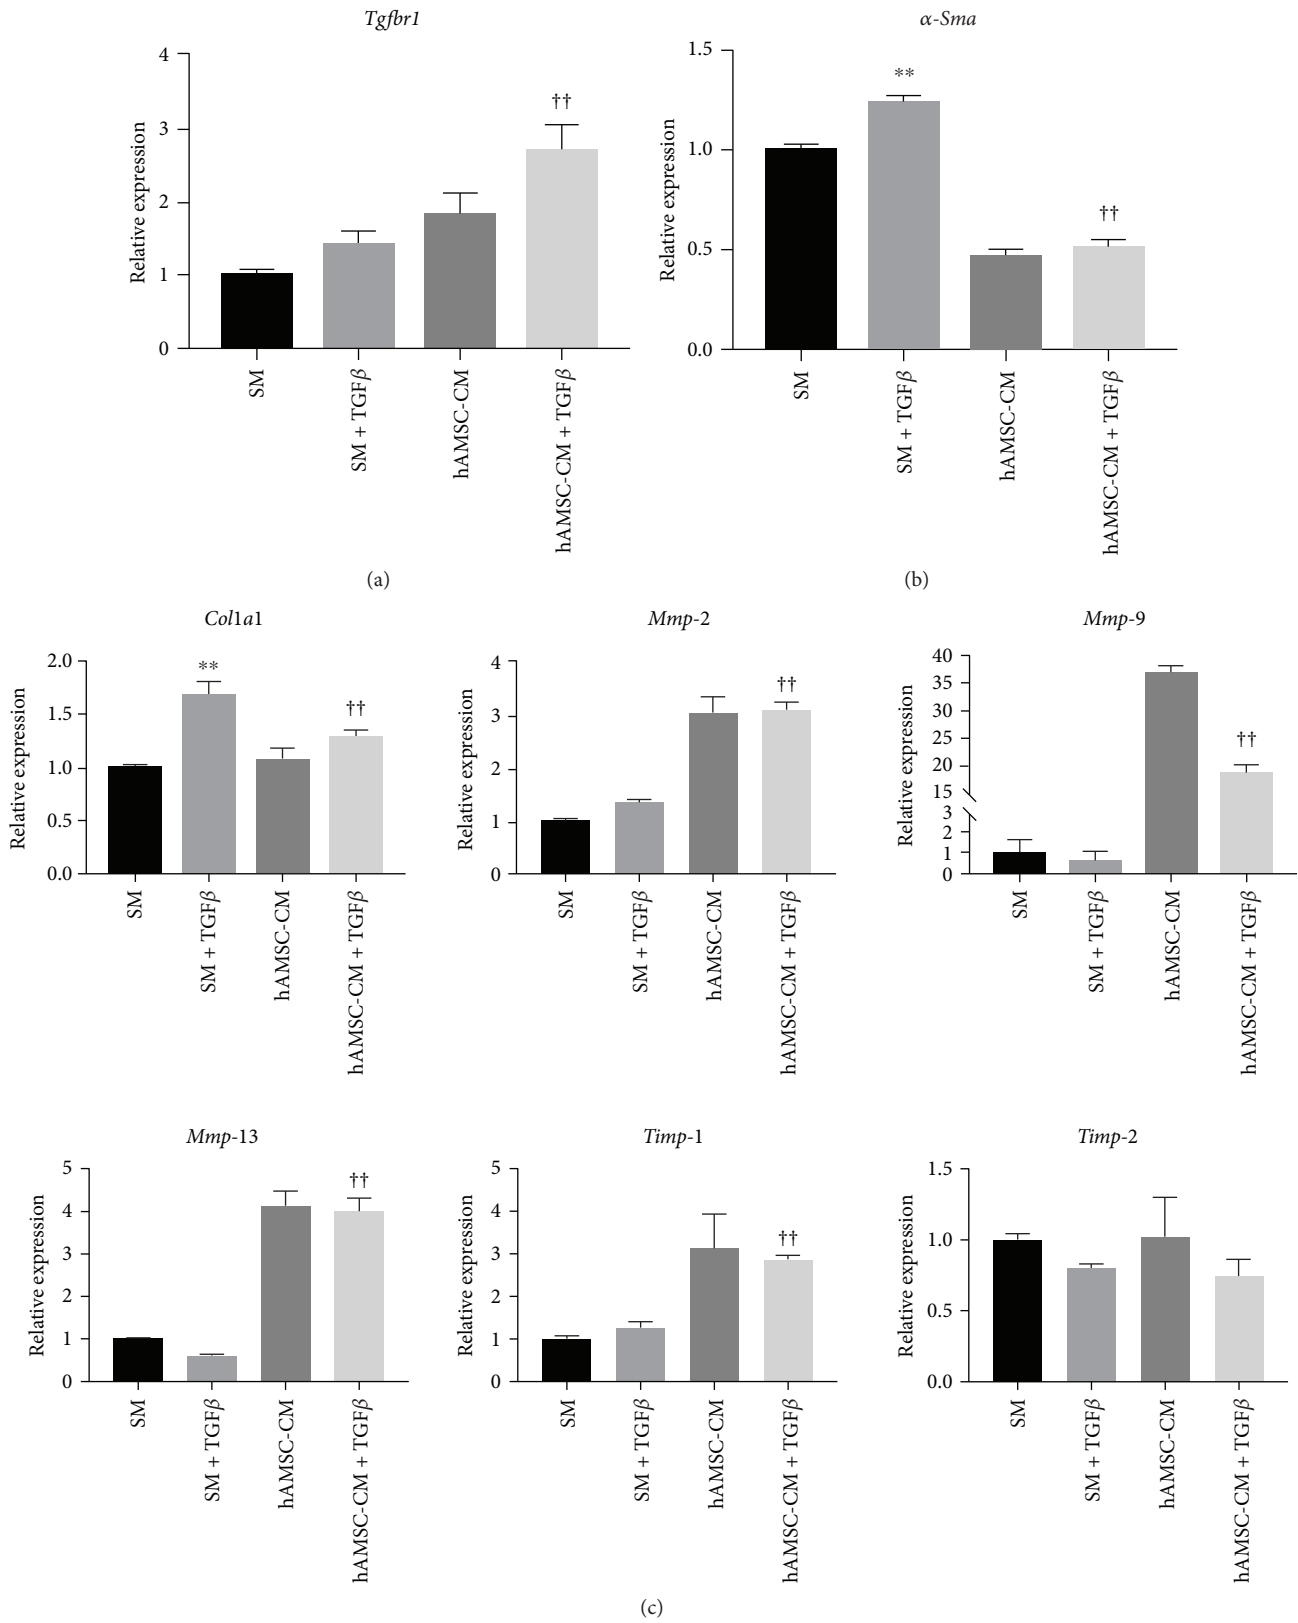 Tgfbr1
Relative expression
4
3
2
1
0
††
SM
SM + TGFβ
hAMSC-CM
hAMSC-CM + TGFβ
(a)
α-Sma
Relative expression
1.5
1.0
0.5
0.0
**
††
SM
SM + TGFβ
hAMSC-CM
hAMSC-CM + TGFβ
(b)
Col1a1
Relative expression
2.0
1.5
1.0
0.5
0.0
**
††
SM
SM + TGFβ
hAMSC-CM
hAMSC-CM + TGFβ
Mmp-2
Relative expression
4
3
2
1
0
††
SM
SM + TGFβ
hAMSC-CM
hAMSC-CM + TGFβ
Mmp-9
Relative expression
40
35
30
25
20
15
3
2
1
0
††
SM
SM + TGFβ
hAMSC-CM
hAMSC-CM + TGFβ
Mmp-13
Relative expression
5
4
3
2
1
0
††
SM
SM + TGFβ
hAMSC-CM
hAMSC-CM + TGFβ
Timp-1
Relative expression
5
4
3
2
1
0
††
SM
SM + TGFβ
hAMSC-CM
hAMSC-CM + TGFβ
Timp-2
Relative expression
1.5
1.0
0.5
0.0
SM
SM + TGFβ
hAMSC-CM
hAMSC-CM + TGFβ
(c)